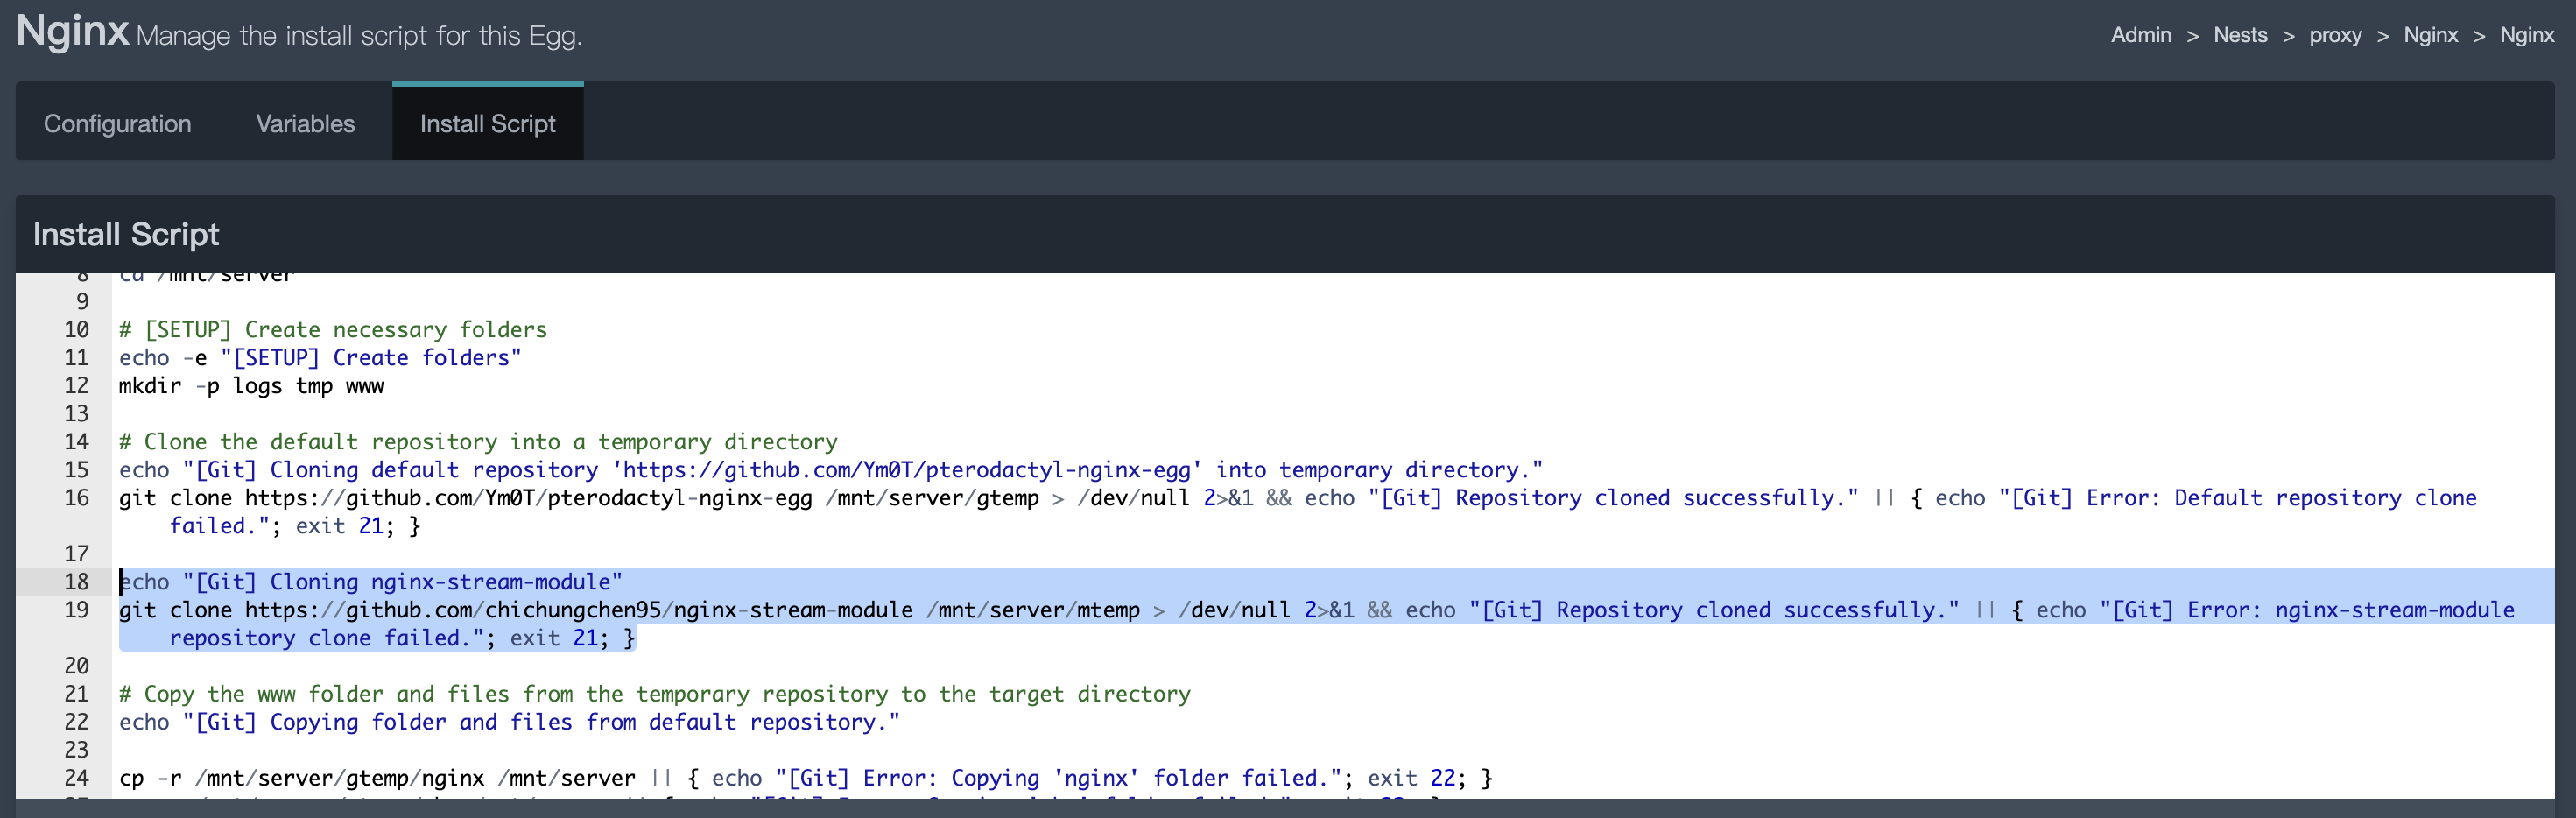 Nginx Manage the install script for this Egg.
Admin > Nests > proxy > Nginx > Nginx
Configuration Variables Install Script
Install Script
8 cd /mnt/server
9
10 # [SETUP] Create necessary folders
11 echo -e "[SETUP] Create folders"
12 mkdir -p logs tmp www
13
14 # Clone the default repository into a temporary directory
15 echo "[Git] Cloning default repository 'https://github.com/Ym0T/pterodactyl-nginx-egg' into temporary directory."
16 git clone https://github.com/Ym0T/pterodactyl-nginx-egg /mnt/server/gtemp > /dev/null 2>&1 && echo "[Git] Repository cloned successfully." || { echo "[Git] Error: Default repository clone
failed."; exit 21; }
17
18 echo "[Git] Cloning nginx-stream-module"
19 git clone https://github.com/chichungchen95/nginx-stream-module /mnt/server/mtemp > /dev/null 2>&1 && echo "[Git] Repository cloned successfully." || { echo "[Git] Error: nginx-stream-module
repository clone failed."; exit 21; }
20
21 # Copy the www folder and files from the temporary repository to the target directory
22 echo "[Git] Copying folder and files from default repository."
23
24 cp -r /mnt/server/gtemp/nginx /mnt/server || { echo "[Git] Error: Copying 'nginx' folder failed."; exit 22; }